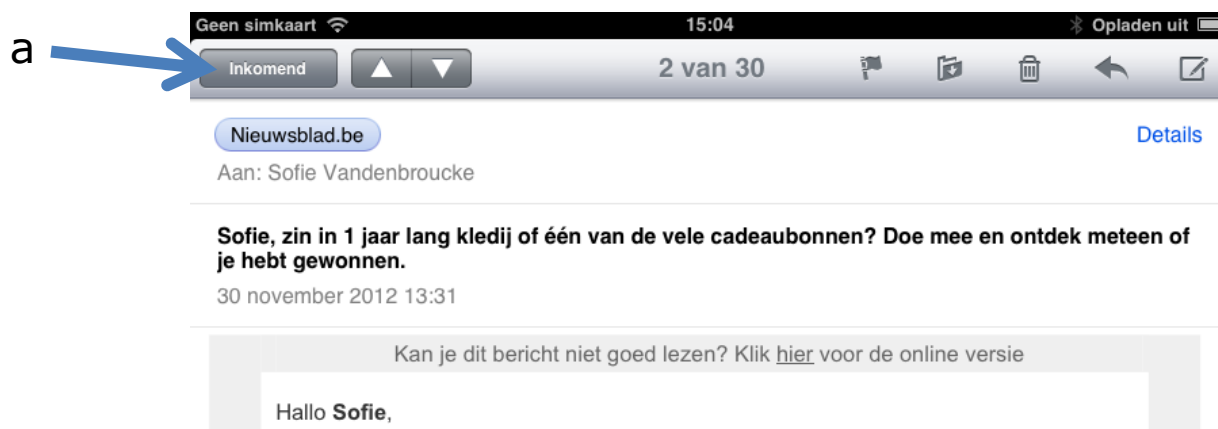 Geen simkaart 15:04 Opladen uit
a
Inkomend 2 van 30
Nieuwsblad.be Details
Aan: Sofie Vandenbroucke
Sofie, zin in 1 jaar lang kledij of één van de vele cadeaubonnen? Doe mee en ontdek meteen of
je hebt gewonnen.
30 november 2012 13:31
Kan je dit bericht niet goed lezen? Klik hier voor de online versie
Hallo Sofie,